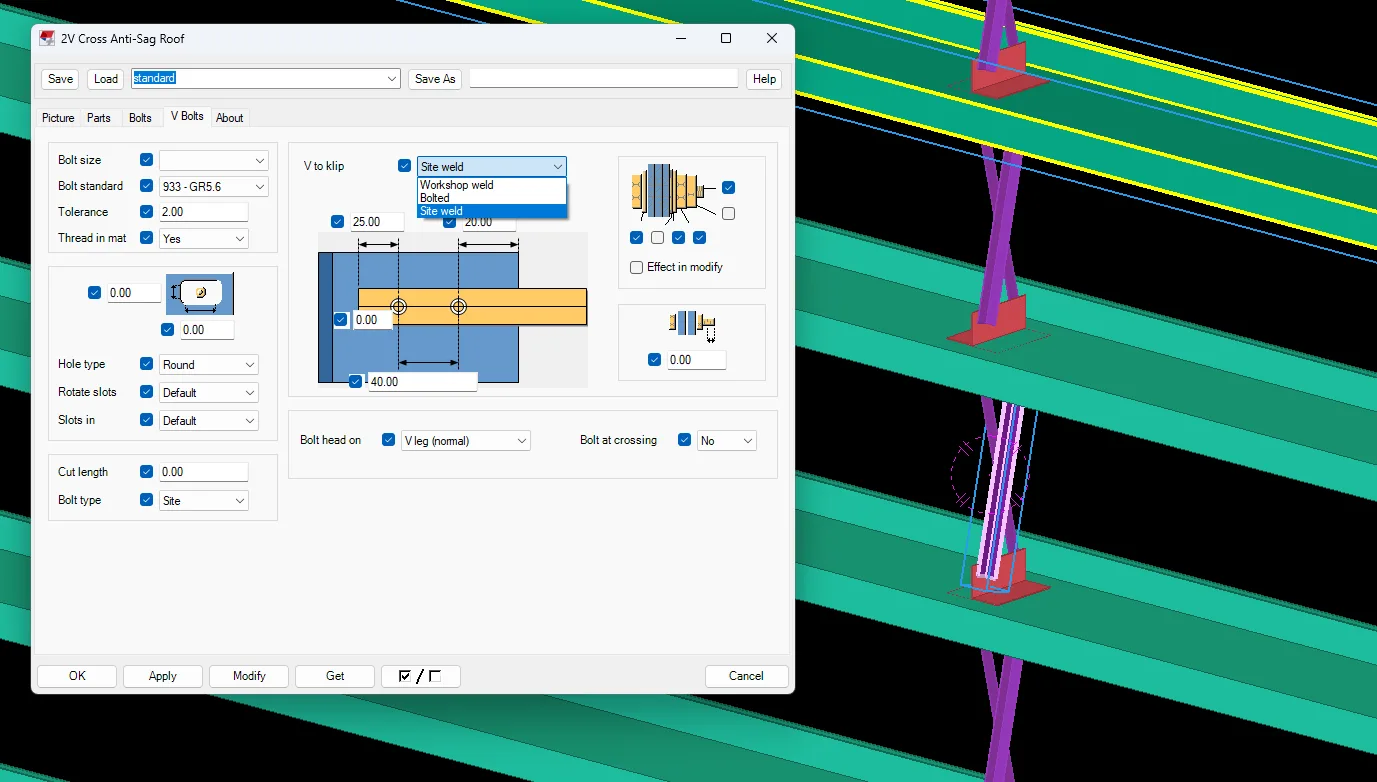 2V Cross Anti-Sag Roof
Save Load standard Save As Help
Picture Parts Bolts V Bolts About
Bolt size
Bolt standard 933 - GR5.6
Tolerance 2.00
Thread in mat Yes
0.00
0.00
Hole type Round
Rotate slots Default
Slots in Default
Cut length 0.00
Bolt type Site
V to klip Site weld
Workshop weld
Bolted
Site weld
25.00 20.00
0.00
40.00
Effect in modify
0.00
Bolt head on V leg (normal) Bolt at crossing No
OK Apply Modify Get / Cancel